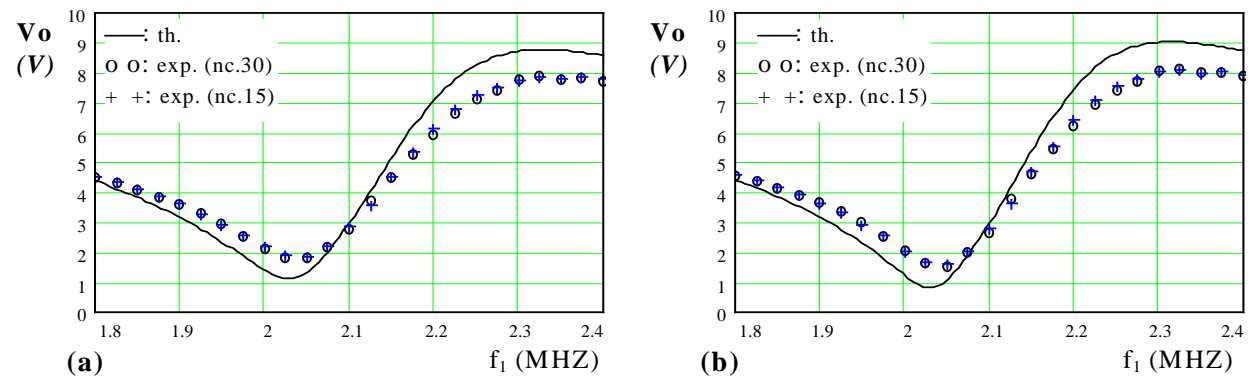 Vo
(V)
10
9
8
7
6
5
4
3
2
1
0
: th.
o o: exp. (nc.30)
+ +: exp. (nc.15)
1.8 1.9 2 2.1 2.2 2.3 2.4
(a) f₁ (MHZ)
Vo
(V)
10
9
8
7
6
5
4
3
2
1
0
: th.
o o: exp. (nc.30)
+ +: exp. (nc.15)
1.8 1.9 2 2.1 2.2 2.3 2.4
(b) f₁ (MHZ)